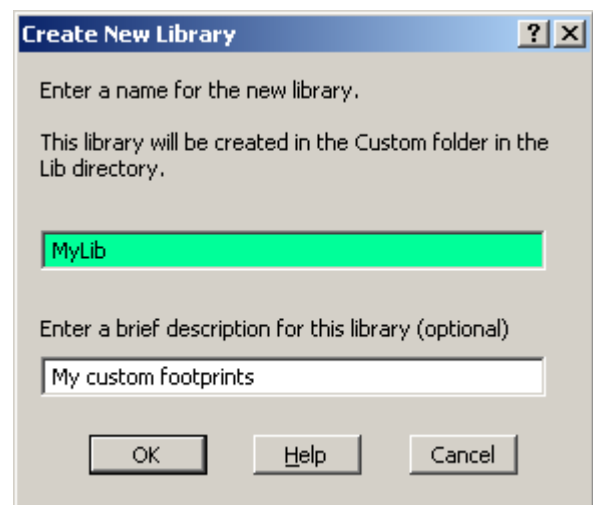 Create New Library
Enter a name for the new library.
This library will be created in the Custom folder in the
Lib directory.
MyLib
Enter a brief description for this library (optional)
My custom footprints
OK Help Cancel